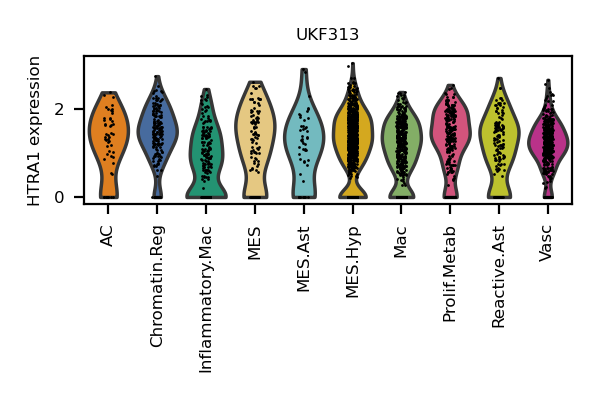 UKF313
HTRA1 expression
2
0
AC
Chromatin.Reg
Inflammatory.Mac
MES
MES.Ast
MES.Hyp
Mac
Prolif.Metab
Reactive.Ast
Vasc